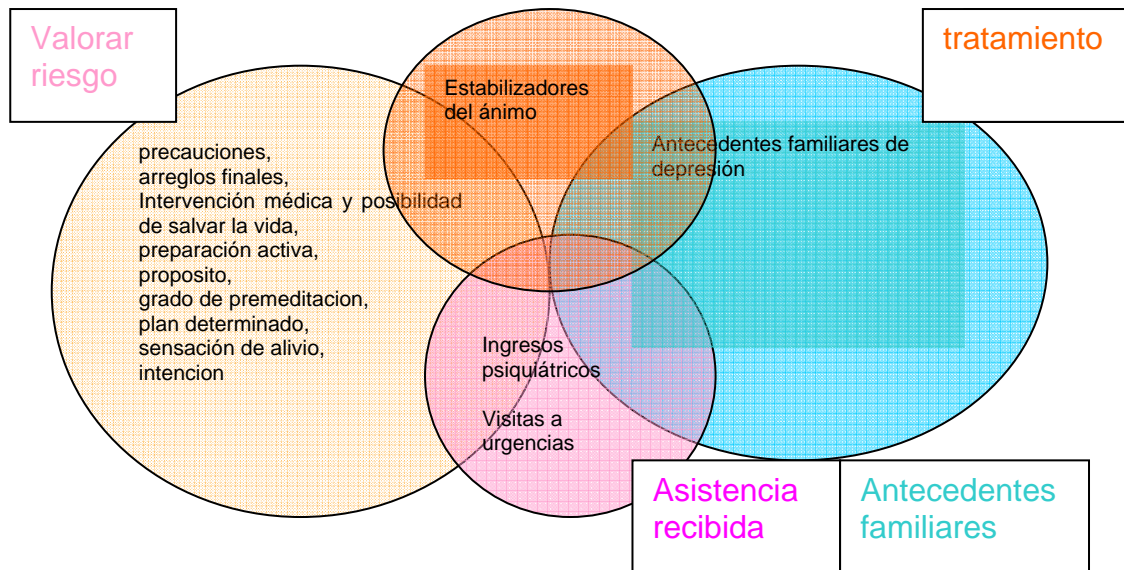 Valorar
riesgo
tratamiento
Estabilizadores
del ánimo
Antecedentes familiares de
depresión
precauciones,
arreglos finales,
Intervención médica y posibilidad
de salvar la vida,
preparación activa,
proposito,
grado de premeditacion,
plan determinado,
sensación de alivio,
intencion
Ingresos
psiquiátricos
Visitas a
urgencias
Asistencia
recibida
Antecedentes
familiares